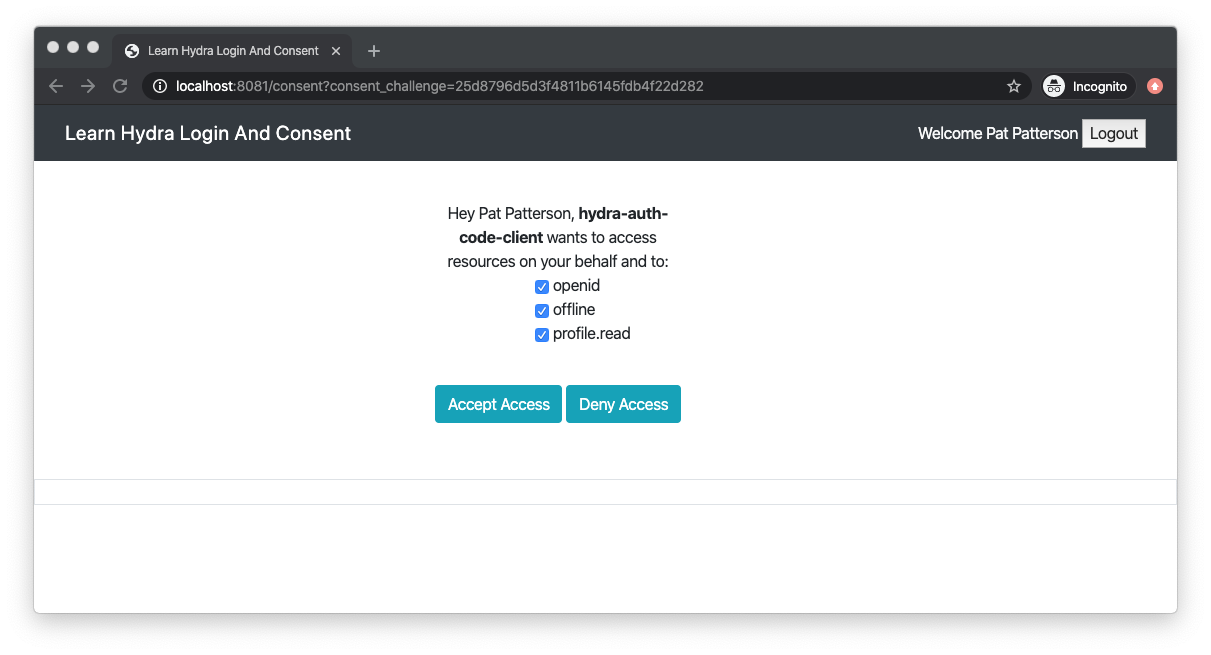 Learn Hydra Login And Consent
localhost:8081/consent?consent_challenge=25d8796d5d3f4811b6145fdb4f22d282
Incognito
Learn Hydra Login And Consent
Welcome Pat Patterson Logout
Hey Pat Patterson, hydra-auth-
code-client wants to access
resources on your behalf and to:
openid
offline
profile.read
Accept Access Deny Access